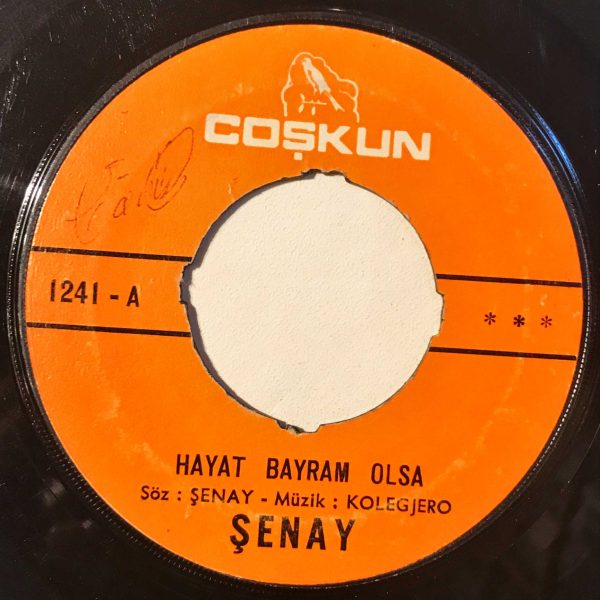 COŞKUN
1241 - A
* * *
HAYAT BAYRAM OLSA
Söz : ŞENAY - Müzik : KOLEGJERO
ŞENAY